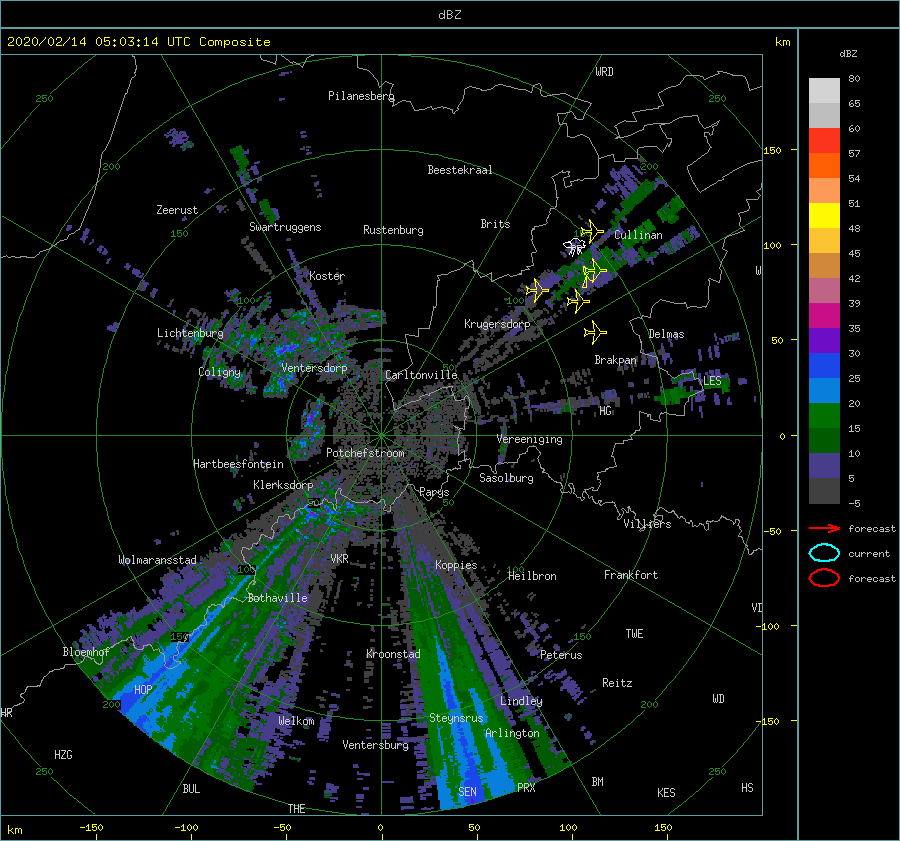 dBZ
2020/02/14 05:03:14 UTC Composite
km
dBZ
WRD
250
Pilanesberg
250
80
65
60
57
54
51
48
45
42
39
35
30
25
20
15
10
5
-5
150
200
Beestekraal
200
Zeerust
Swartruggens
150
Rustenburg
Brits
Cullinan
100
W
Koster
100
100
Lichtenburg
Krugersdorp
Delmas
50
Coligny
Ventersdorp
Carltonville
Brakpan
LES
HG
0
Potchefstroom
Vereeniging
Hartbeesfontein
Klerksdorp
Sasolburg
Parys
50
50
Villiers
-50
forecast
current
forecast
Wolmaransstad
VKR
Koppies
100
100
Heilbron
Frankfort
Bothaville
VI
-100
150
150
TWE
Bloemhof
Kroonstad
Peterus
Reitz
HOP
WD
HR
200
Lindley
200
Welkom
Steynsrus
-150
Arlington
HZG
Ventersburg
250
250
BUL
SEN
PRX
BM
KES
HS
THE
km
-150
-100
-50
0
50
100
150